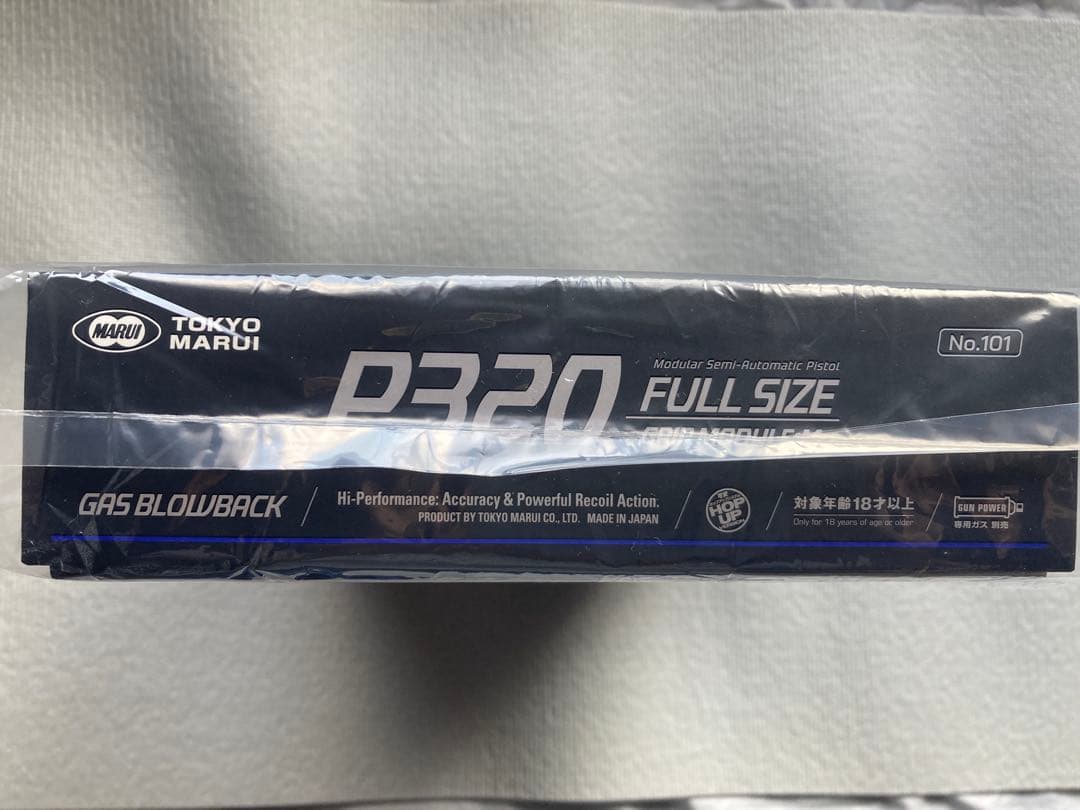 MARUI
TOKYO
MARUI
P320
Modular Semi-Automatic Pistol
FULL SIZE
GRIP MODULE M
No.101
GAS BLOWBACK
Hi-Performance: Accuracy & Powerful Recoil Action.
PRODUCT BY TOKYO MARUI CO., LTD. MADE IN JAPAN
HOP
UP
対象年齢18才以上
Only for 18 years of age or older
GUN POWER
専用ガス 別売